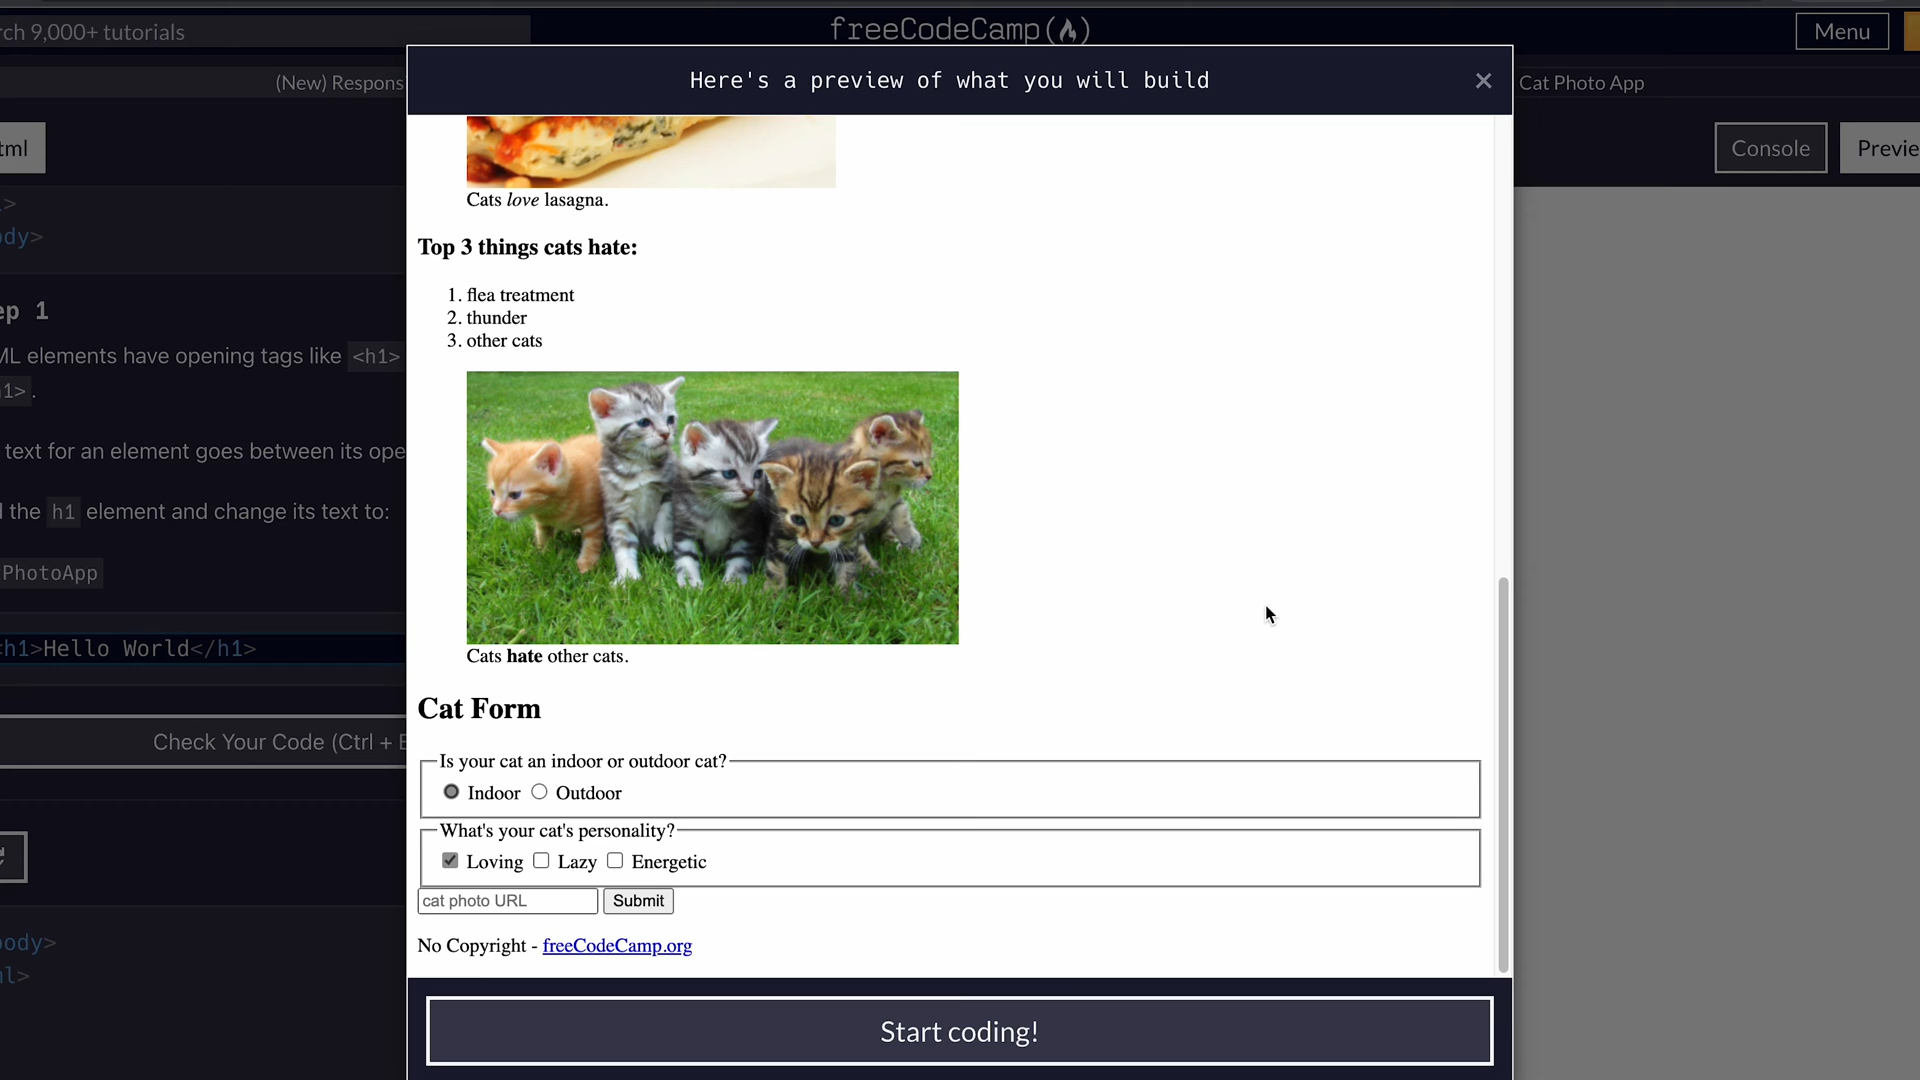 rch 9,000+ tutorials
freeCodeCamp
Menu
(New) Respons
Here's a preview of what you will build
×
Cat Photo App
tml
Console
Previe
>
ody>
Cats love lasagna.
Top 3 things cats hate:
1. flea treatment
2. thunder
3. other cats
ep 1
ML elements have opening tags like <h1>
h1>.
text for an element goes between its ope
d the h1 element and change its text to:
PhotoApp
<h1>Hello World</h1>
Cats hate other cats.
Cat Form
Check Your Code (Ctrl + E
Is your cat an indoor or outdoor cat?
Indoor Outdoor
What's your cat's personality?
Loving Lazy Energetic
cat photo URL Submit
No Copyright - freeCodeCamp.org
body>
ml>
Start coding!